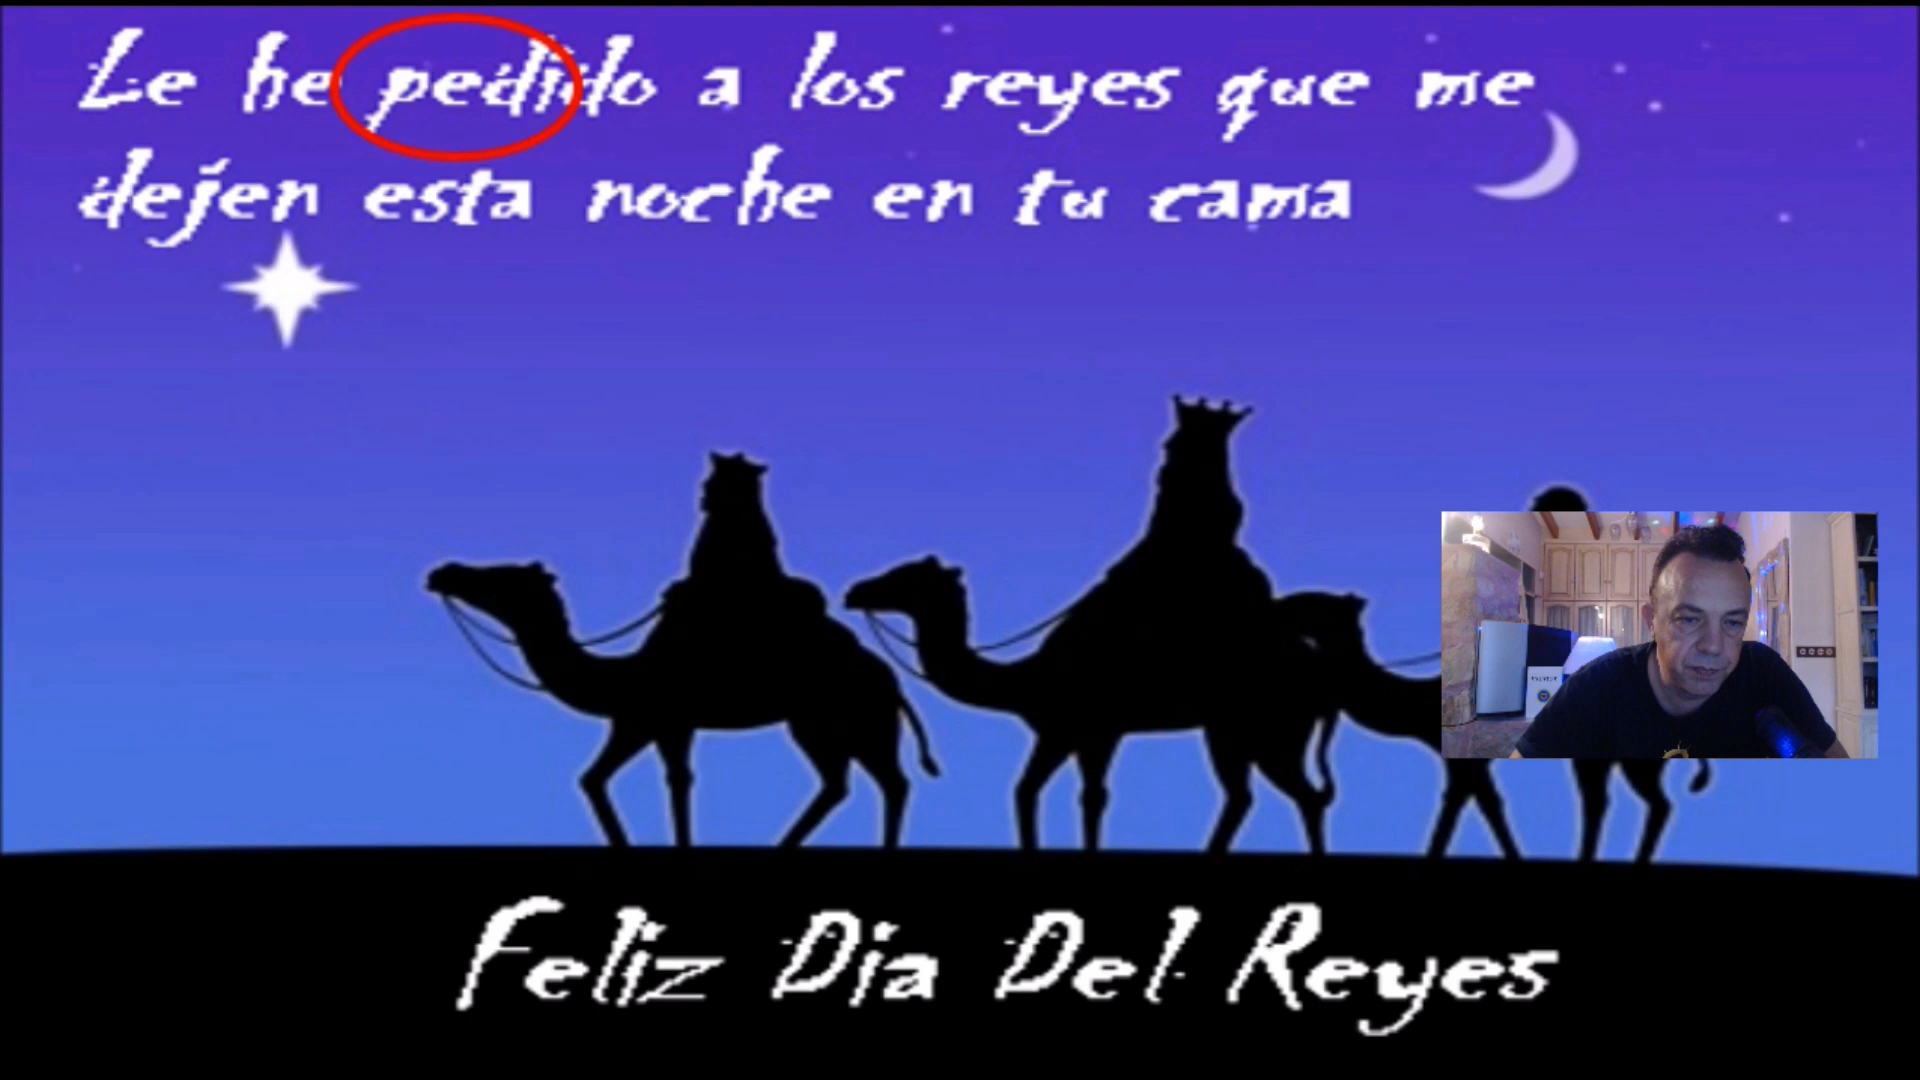 Le he pedido a los reyes que me
dejen esta noche en tu cama
Feliz Dia Del Reyes